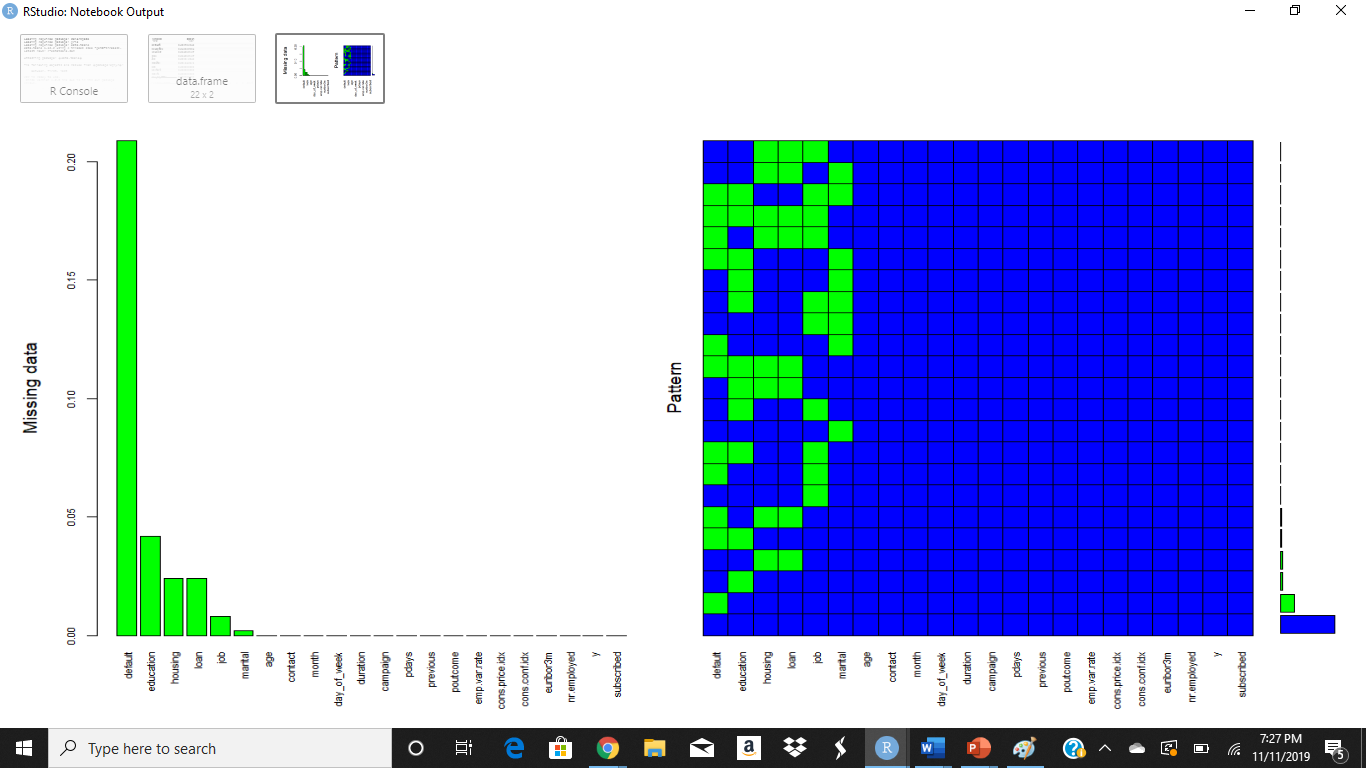 RStudio: Notebook Output
R Console
data.frame
22 x 2
Missing data
0.00
0.05
0.10
0.15
0.20
default
education
housing
loan
job
marital
age
contact
month
day_of_week
duration
campaign
pdays
previous
poutcome
emp.var.rate
cons.price.idx
cons.conf.idx
euribor3m
nr.employed
y
subscribed
Pattern
default
education
housing
loan
job
marital
age
contact
month
day_of_week
duration
campaign
pdays
previous
poutcome
emp.var.rate
cons.price.idx
cons.conf.idx
euribor3m
nr.employed
y
subscribed
Type here to search
7:27 PM
11/11/2019
5